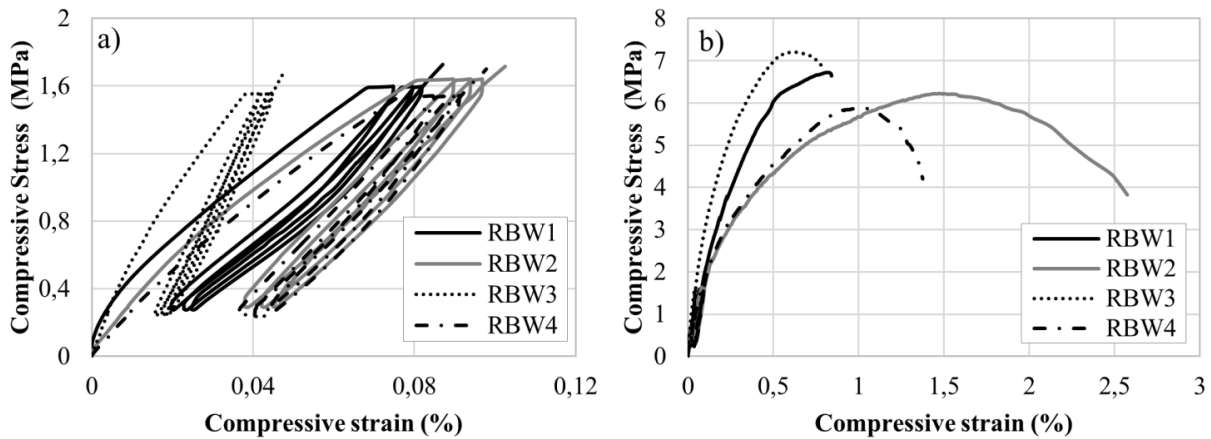 a)
Compressive Stress (MPa)
2
1.6
1.2
0.8
0.4
0
0
0,04
0,08
0,12
Compressive strain (%)
RBW1
RBW2
RBW3
RBW4
b)
Compressive Stress (MPa)
8
7
6
5
4
3
2
1
0
0
0,5
1
1,5
2
2,5
3
Compressive strain (%)
RBW1
RBW2
RBW3
RBW4